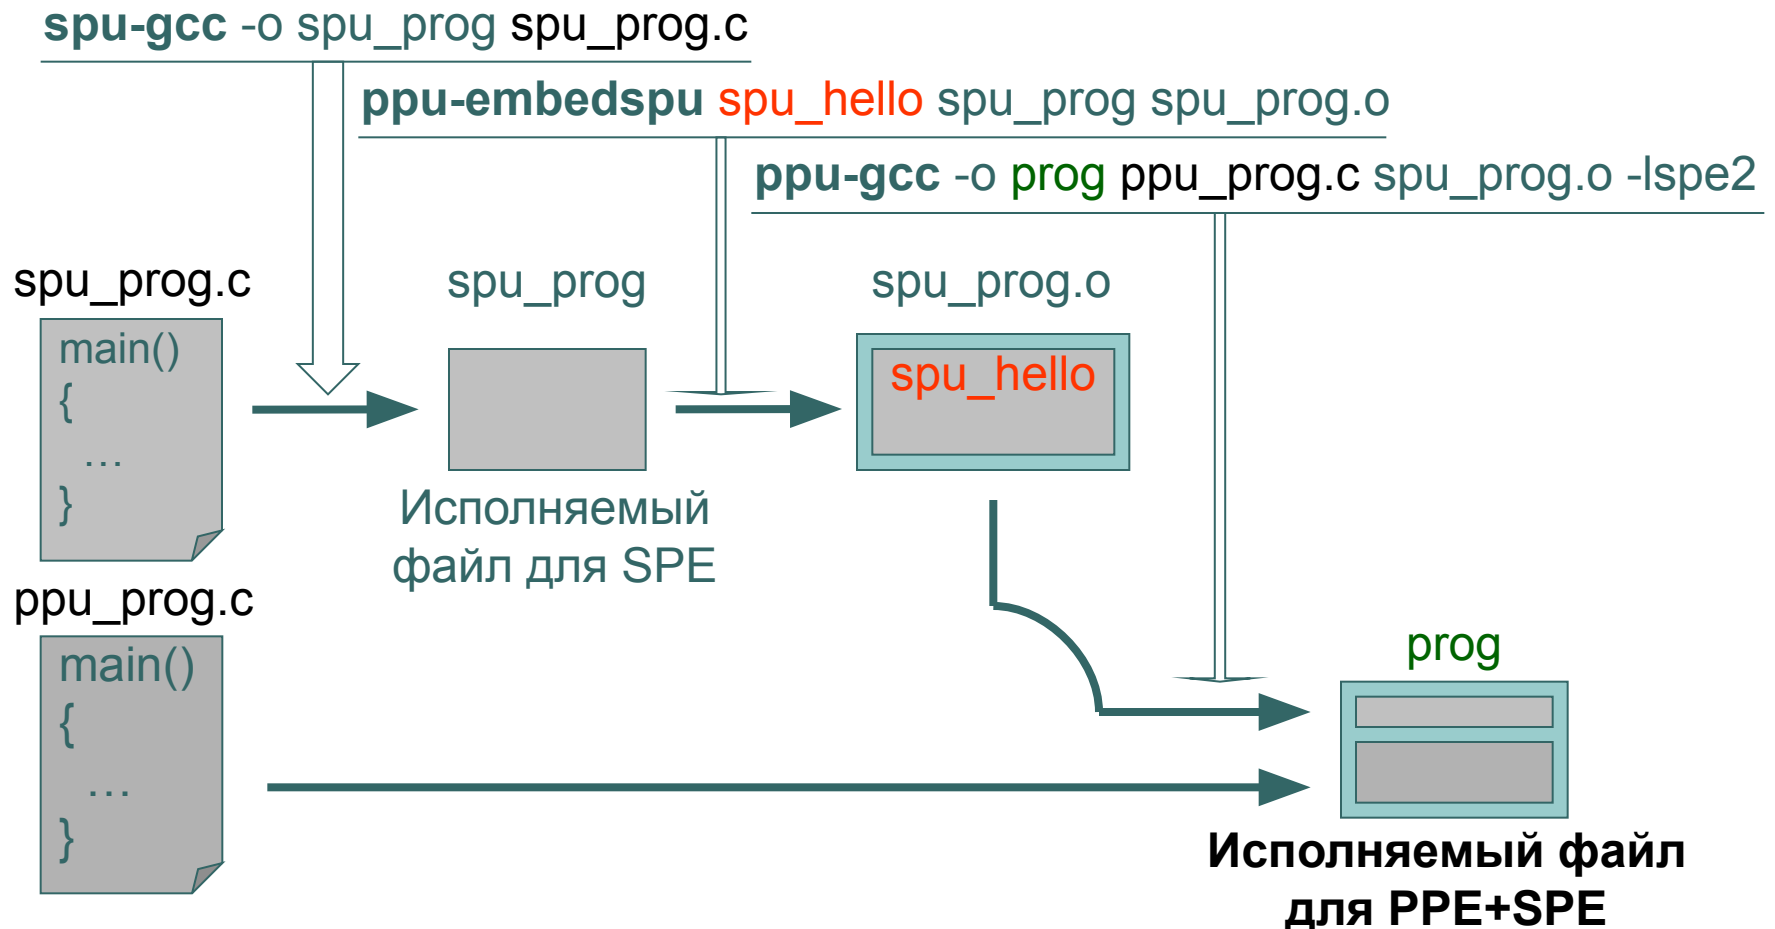 spu-gcc -o spu_prog spu_prog.c
ppu-embedspu spu_hello spu_prog spu_prog.o
ppu-gcc -o prog ppu_prog.c spu_prog.o -lspe2
spu_prog.c
spu_prog
spu_prog.o
main()
{
...
}
spu_hello
Исполняемый
файл для SPE
ppu_prog.c
main()
{
...
}
prog
Исполняемый файл
для PPE+SPE